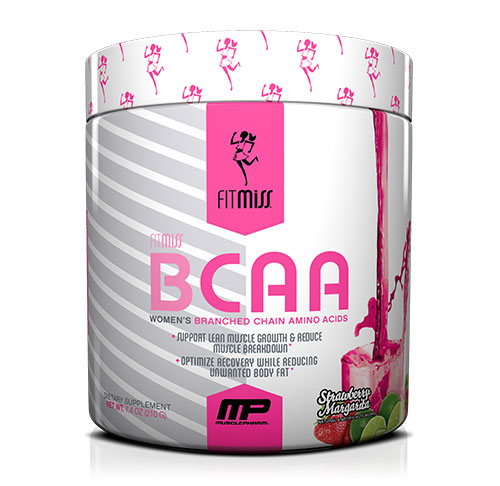 FITMISS
FITMISS
BCAA
WOMEN'S BRANCHED CHAIN AMINO ACIDS
• SUPPORT LEAN MUSCLE GROWTH & REDUCE
MUSCLE BREAKDOWN*
• OPTIMIZE RECOVERY WHILE REDUCING
UNWANTED BODY FAT*
DIETARY SUPPLEMENT
NET WT. 7.4 OZ (210 G)
MP
MUSCLEPHARM
Strawberry
Margarita